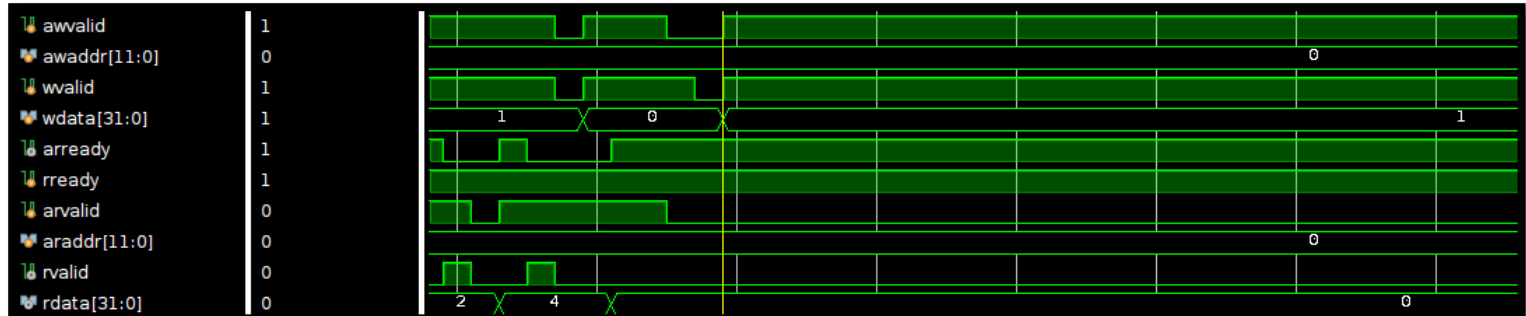 awvalid 1
awaddr[11:0] 0 0
wvalid 1
wdata[31:0] 1 1 0 1
arready 1
rready 1
arvalid 0
araddr[11:0] 0 0
rvalid 0
rdata[31:0] 0 2 4 0